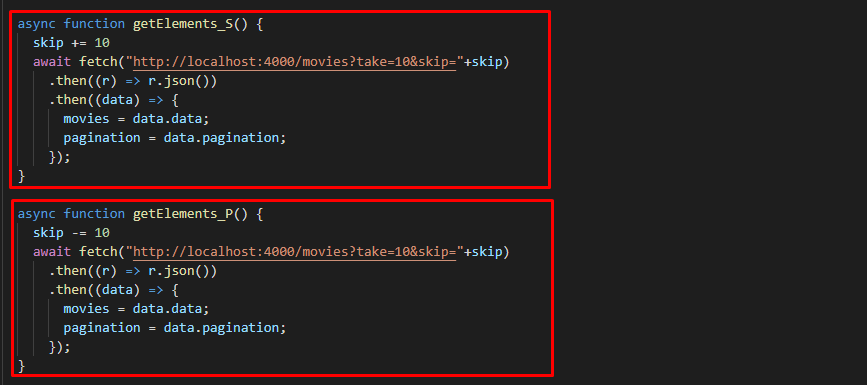 async function getElements_S() {
skip += 10
await fetch("http://localhost:4000/movies?take=10&skip="+skip)
.then((r) => r.json())
.then((data) => {
movies = data.data;
pagination = data.pagination;
});
}
async function getElements_P() {
skip -= 10
await fetch("http://localhost:4000/movies?take=10&skip="+skip)
.then((r) => r.json())
.then((data) => {
movies = data.data;
pagination = data.pagination;
});
}